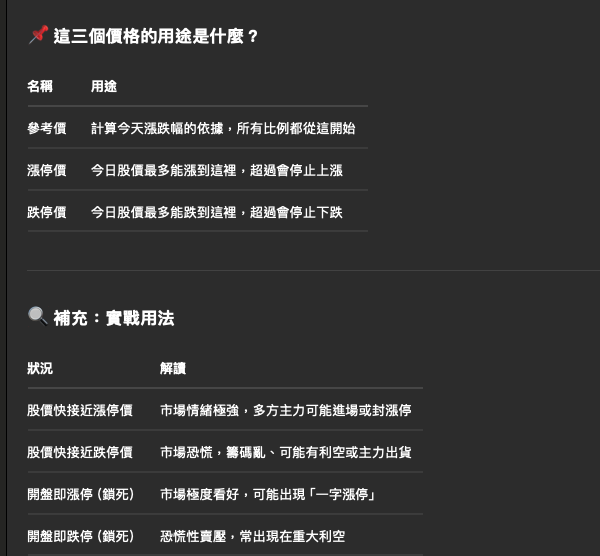 📌 這三個價格的用途是什麼？
名稱 用途
參考價 計算今天漲跌幅的依據，所有比例都從這開始
漲停價 今日股價最多能漲到這裡，超過會停止上漲
跌停價 今日股價最多能跌到這裡，超過會停止下跌
🔍 補充：實戰用法
狀況 解讀
股價快接近漲停價 市場情緒極強，多方主力可能進場或封漲停
股價快接近跌停價 市場恐慌，籌碼亂、可能有利空或主力出貨
開盤即漲停（鎖死） 市場極度看好，可能出現「一字漲停」
開盤即跌停（鎖死） 恐慌性賣壓，常出現在重大利空